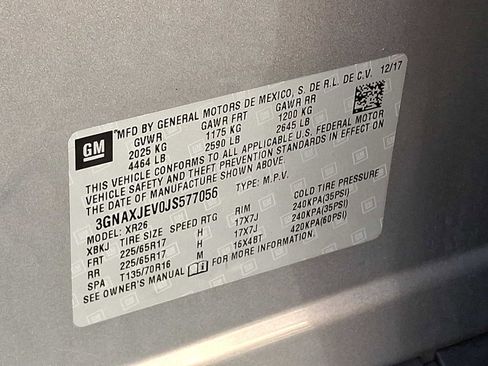 GM
*MFD BY GENERAL MOTORS DE MEXICO, S. DE R.L. DE C.V. 12/17
GVWR GAWR FRT GAWR RR
2025 KG 1175 KG 1200 KG
4464 LB 2590 LB 2645 LB
THIS VEHICLE CONFORMS TO ALL APPLICABLE U.S. FEDERAL MOTOR
VEHICLE SAFETY AND THEFT PREVENTION STANDARDS IN EFFECT ON
THE DATE OF MANUFACTURE SHOWN ABOVE.
3GNAXJEV0JS577056 TYPE: M.P.V.
MODEL: XR26
XBKJ TIRE SIZE SPEED RTG RIM COLD TIRE PRESSURE
FRT 225/65R17 H 17X7J 240KPA(35PSI)
RR 225/65R17 H 17X7J 240KPA(35PSI)
SPA T135/70R16 M 16X4BT 420KPA(60PSI)
SEE OWNER'S MANUAL FOR MORE INFORMATION.